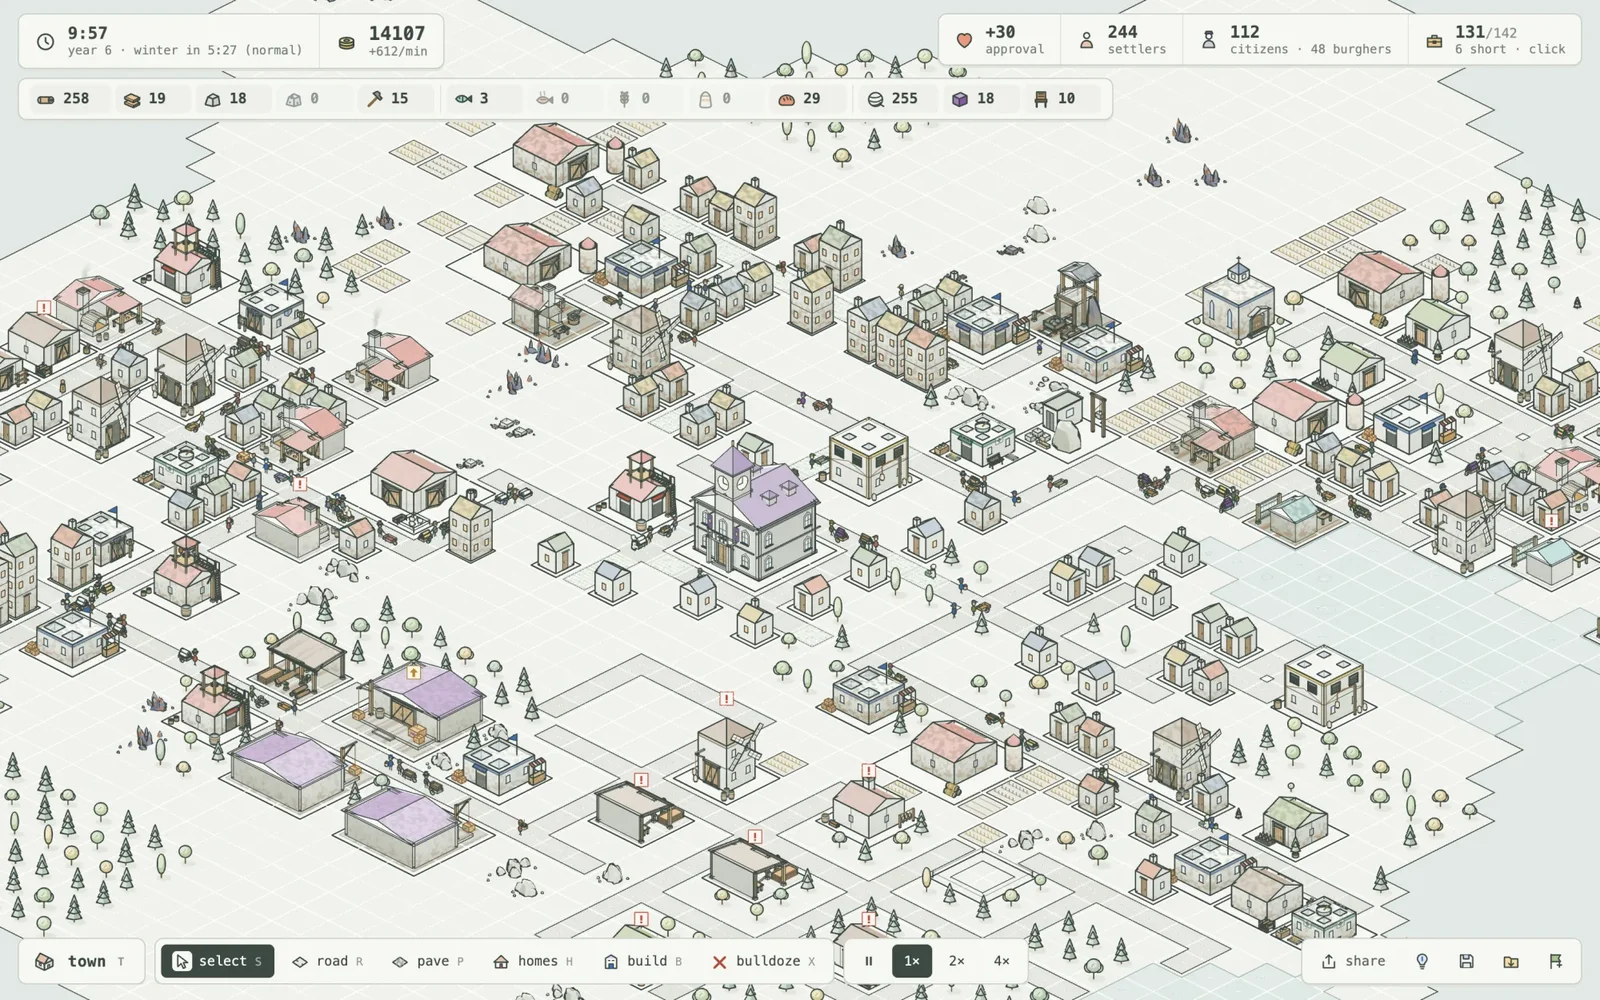 9:57
year 6 · winter in 5:27 (normal)
14107
+612/min
+30
approval
244
settlers
112
citizens · 48 burghers
131/142
6 short · click
258
19
18
0
15
3
0
0
0
29
255
18
10
!
!
!
!
!
!
!
!
!
town T
select S
road R
pave P
homes H
build B
bulldoze X
1×
2×
4×
share